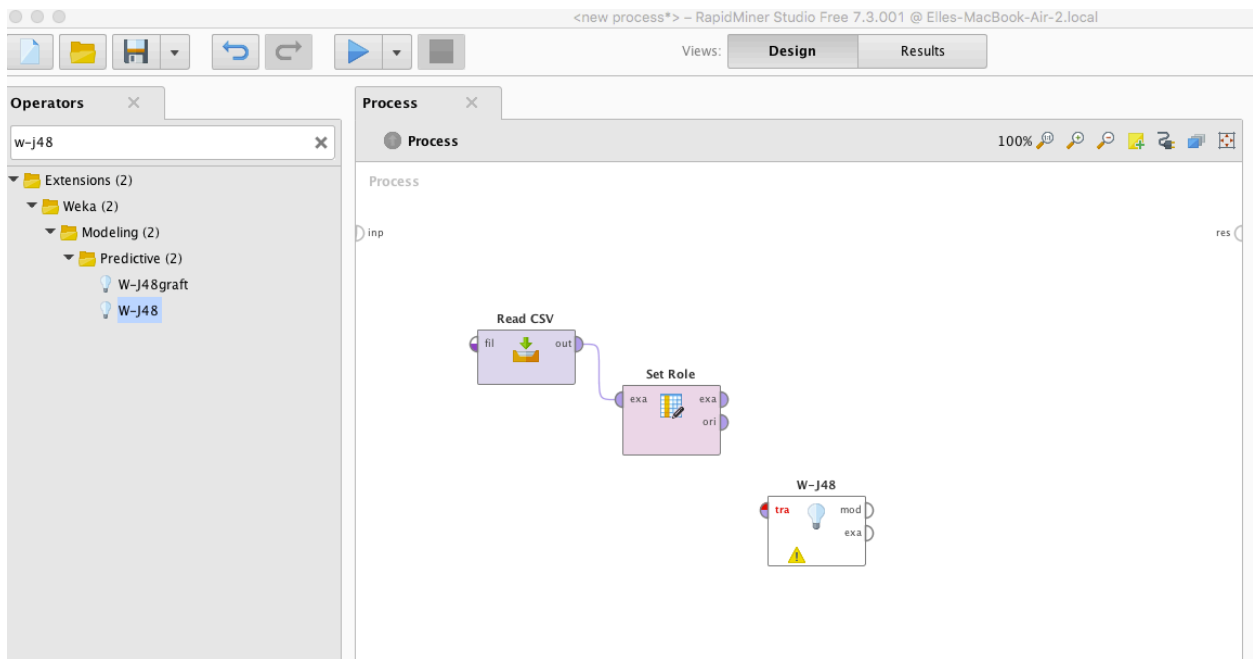 <new process*> – RapidMiner Studio Free 7.3.001 @ Elles-MacBook-Air-2.local
Views: Design Results
Operators
Process
w-j48
Process
100%
Extensions (2)
Weka (2)
Modeling (2)
Predictive (2)
W-J48graft
W-J48
Process
inp
res
Read CSV
fil out
Set Role
exa exa
ori
W-J48
tra mod
exa